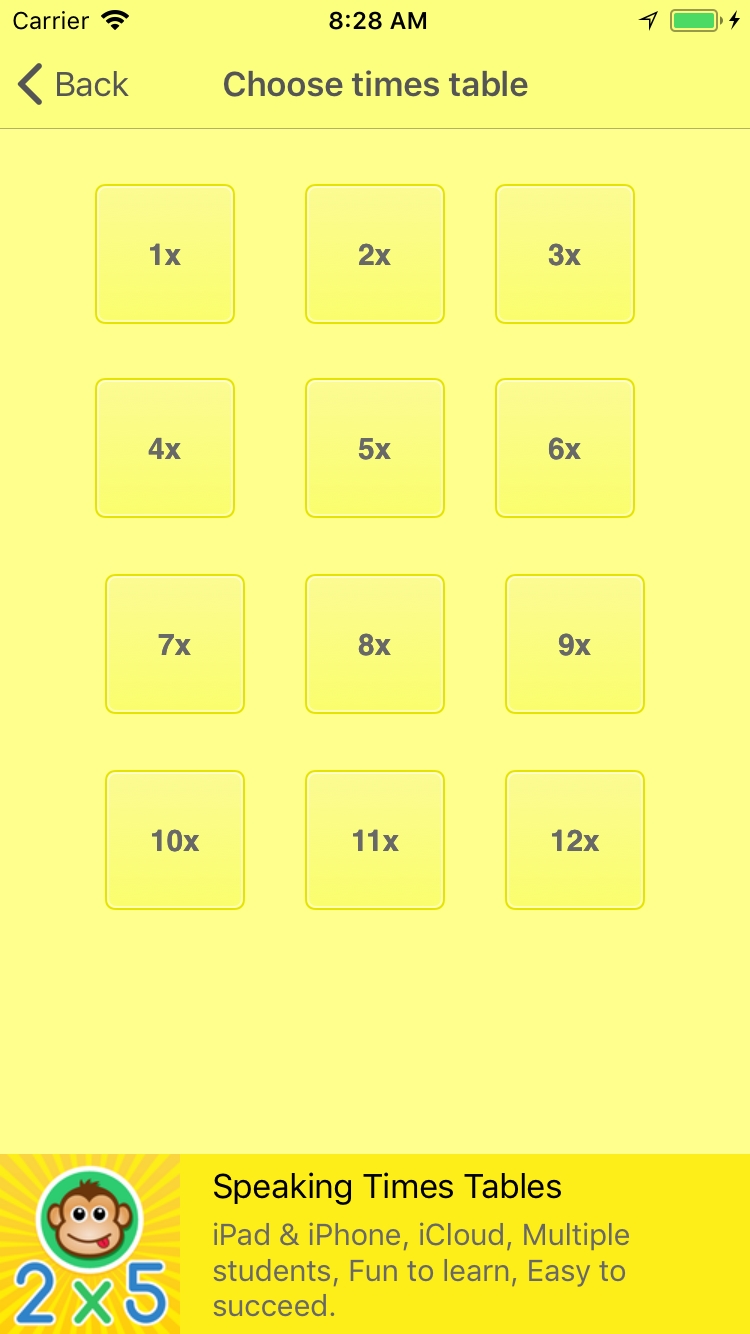 Carrier 8:28 AM
Back Choose times table
1x 2x 3x
4x 5x 6x
7x 8x 9x
10x 11x 12x
Speaking Times Tables
iPad & iPhone, iCloud, Multiple
students, Fun to learn, Easy to
succeed.
2x5